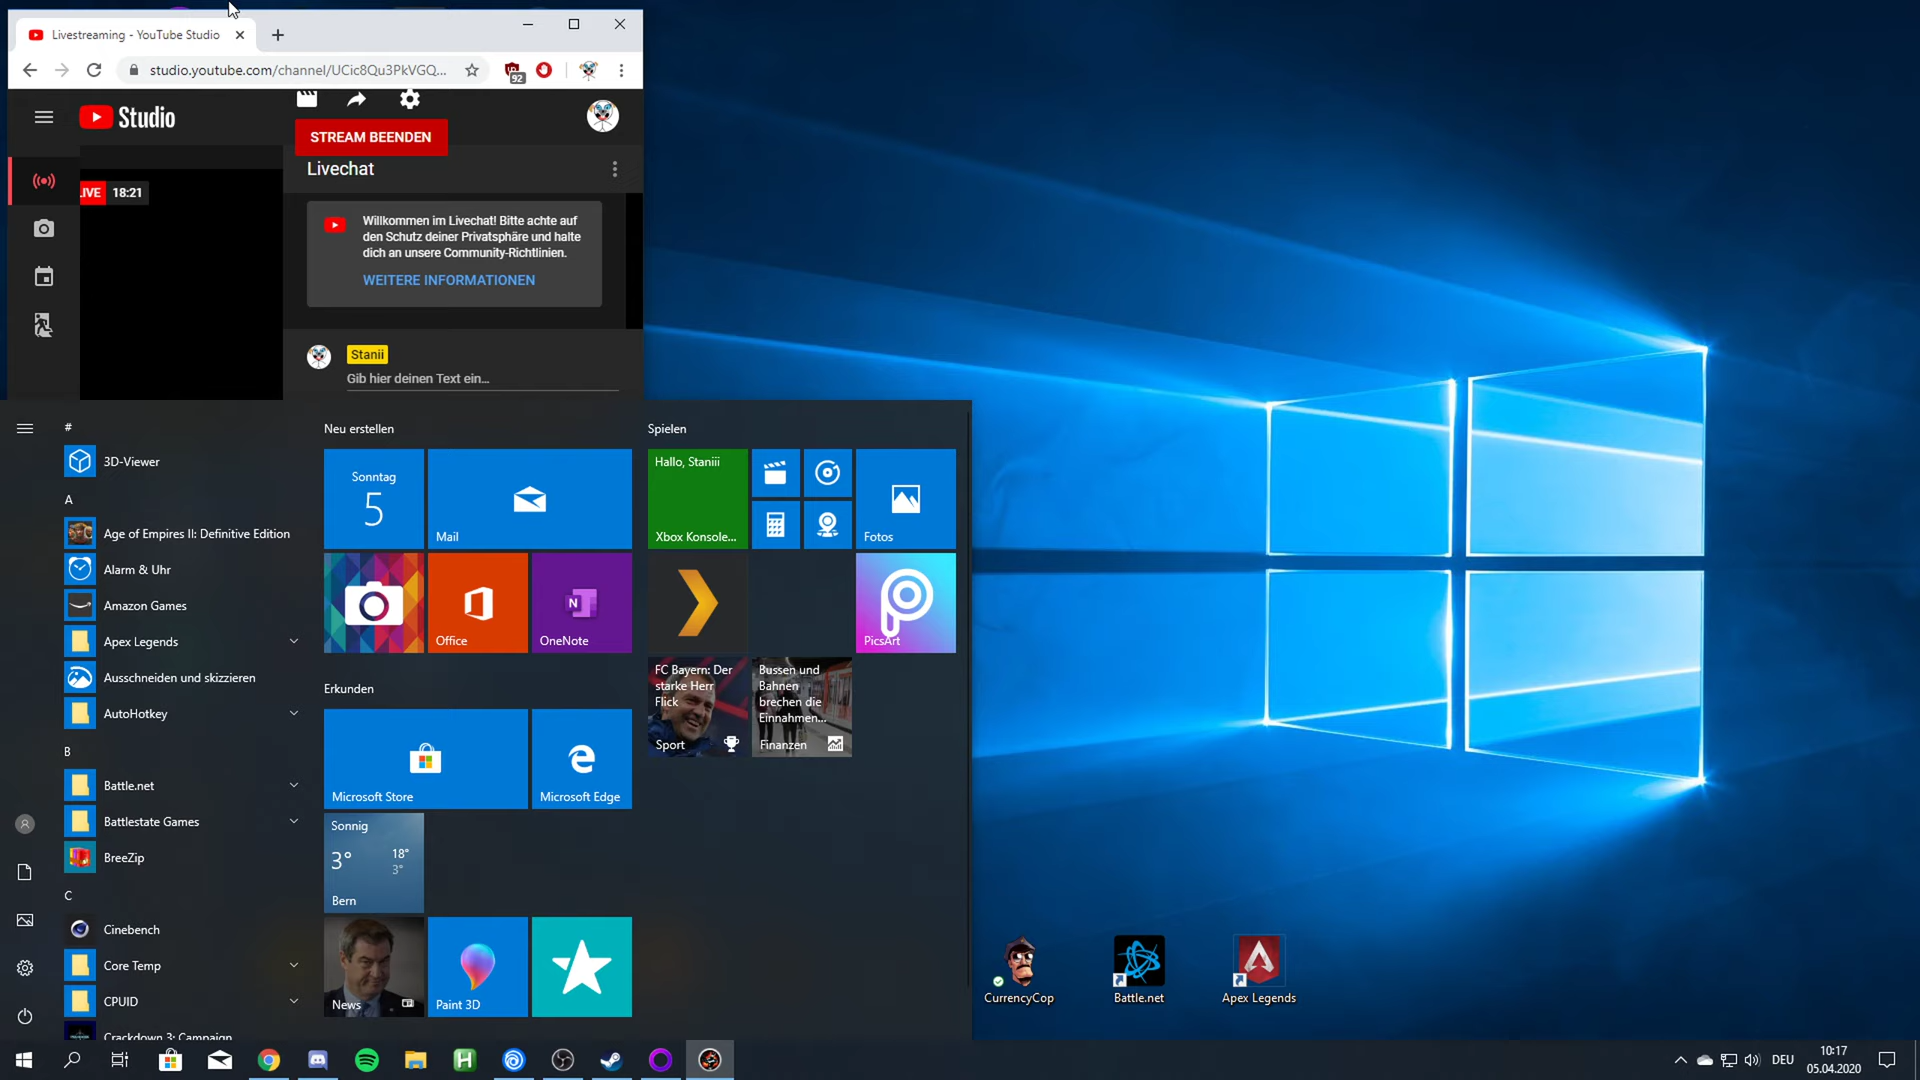 Livestreaming - YouTube Studio
studio.youtube.com/channel/UCic8Qu3PkVGQ...
92
Studio
STREAM BEENDEN
Livechat
LIVE 18:21
Willkommen im Livechat! Bitte achte auf
den Schutz deiner Privatsphäre und halte
dich an unsere Community-Richtlinien.
WEITERE INFORMATIONEN
Stanii
Gib hier deinen Text ein...
#
3D-Viewer
A
Age of Empires II: Definitive Edition
Alarm & Uhr
Amazon Games
Apex Legends
Ausschneiden und skizzieren
AutoHotkey
B
Battle.net
Battlestate Games
BreeZip
C
Cinebench
Core Temp
CPUID
Crackdown 3: Campaign
Neu erstellen
Sonntag
5
Mail
Office
N
OneNote
Erkunden
Microsoft Store
Microsoft Edge
Sonnig
3° 18°
3°
Bern
News
Paint 3D
Spielen
Hallo, Staniii
Xbox Konsole...
Fotos
PicsArt
FC Bayern: Der
starke Herr
Flick
Sport
Bussen und
Bahnen
brechen die
Einnahmen...
Finanzen
CurrencyCop
Battle.net
Apex Legends
H
DEU
10:17
05.04.2020